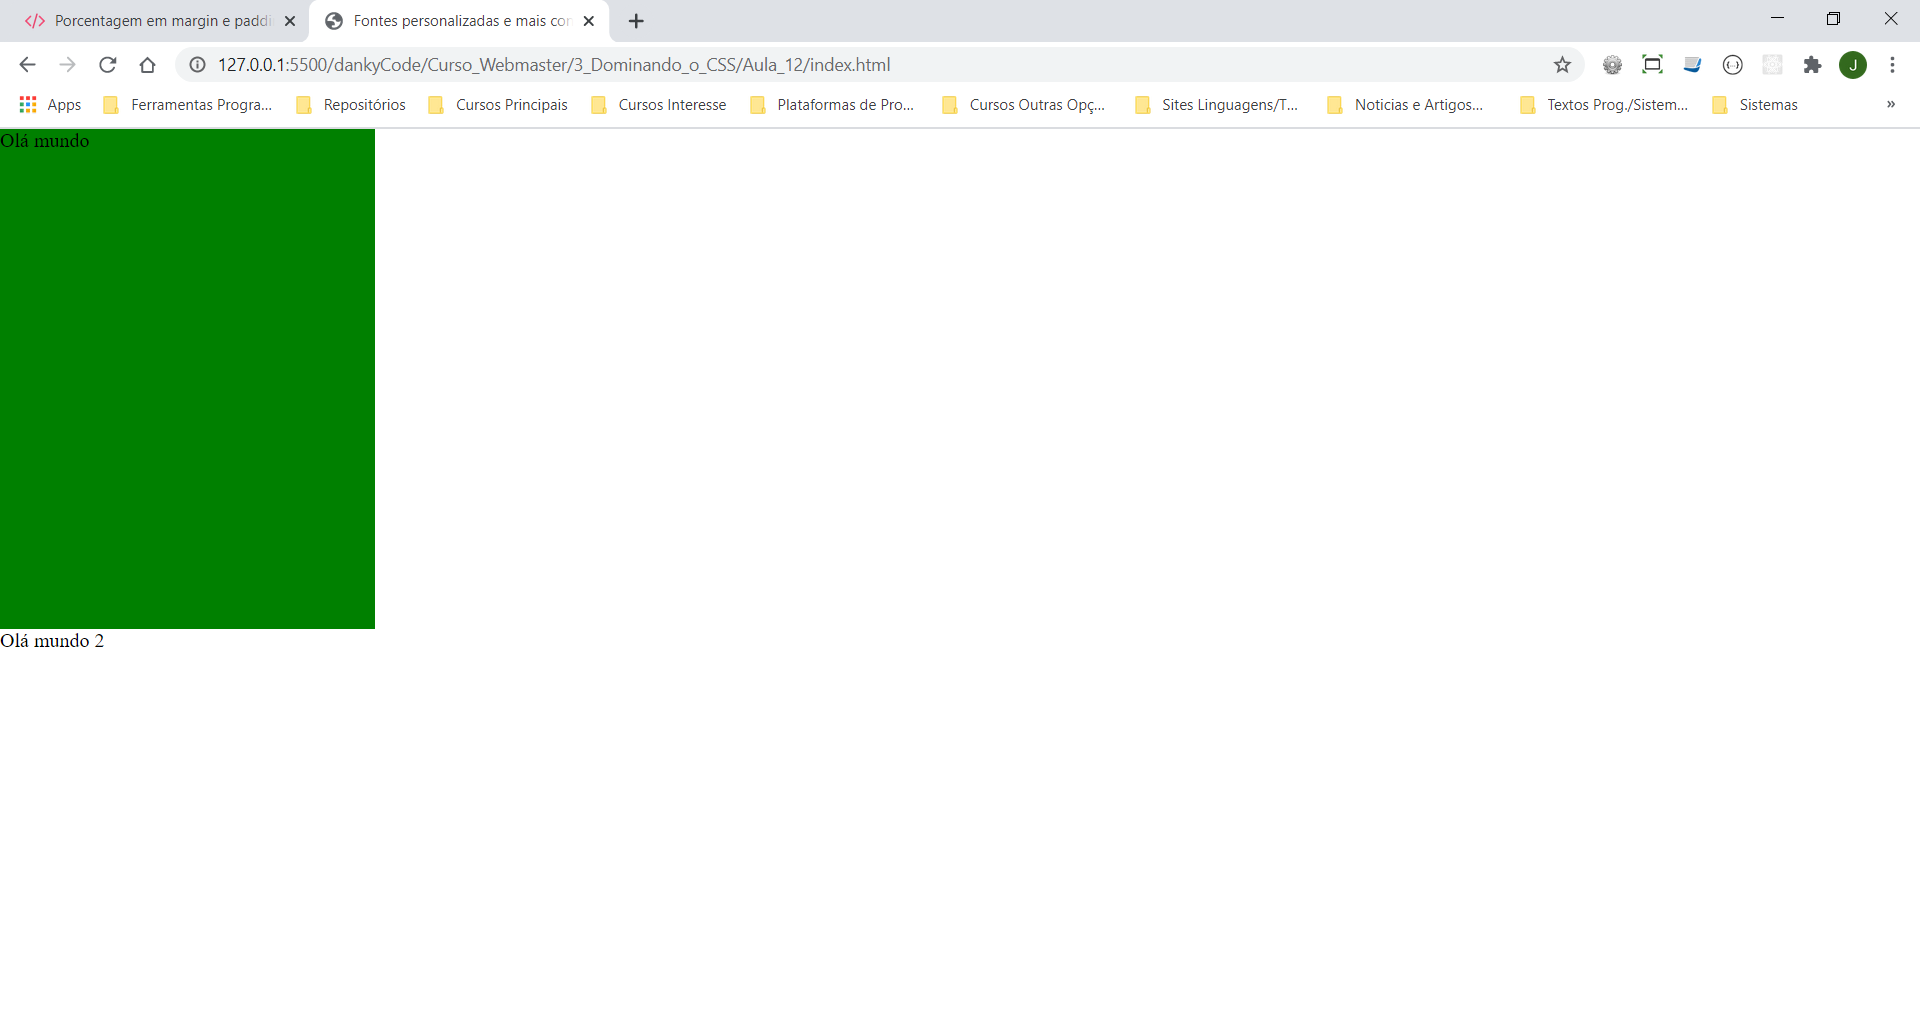 Porcentagem em margin e paddi
Fontes personalizadas e mais con
127.0.0.1:5500/dankyCode/Curso_Webmaster/3_Dominando_o_CSS/Aula_12/index.html
J
Apps Ferramentas Progra... Repositórios Cursos Principais Cursos Interesse Plataformas de Pro... Cursos Outras Opç... Sites Linguagens/T... Noticias e Artigos... Textos Prog./Sistem... Sistemas »
Olá mundo
Olá mundo 2